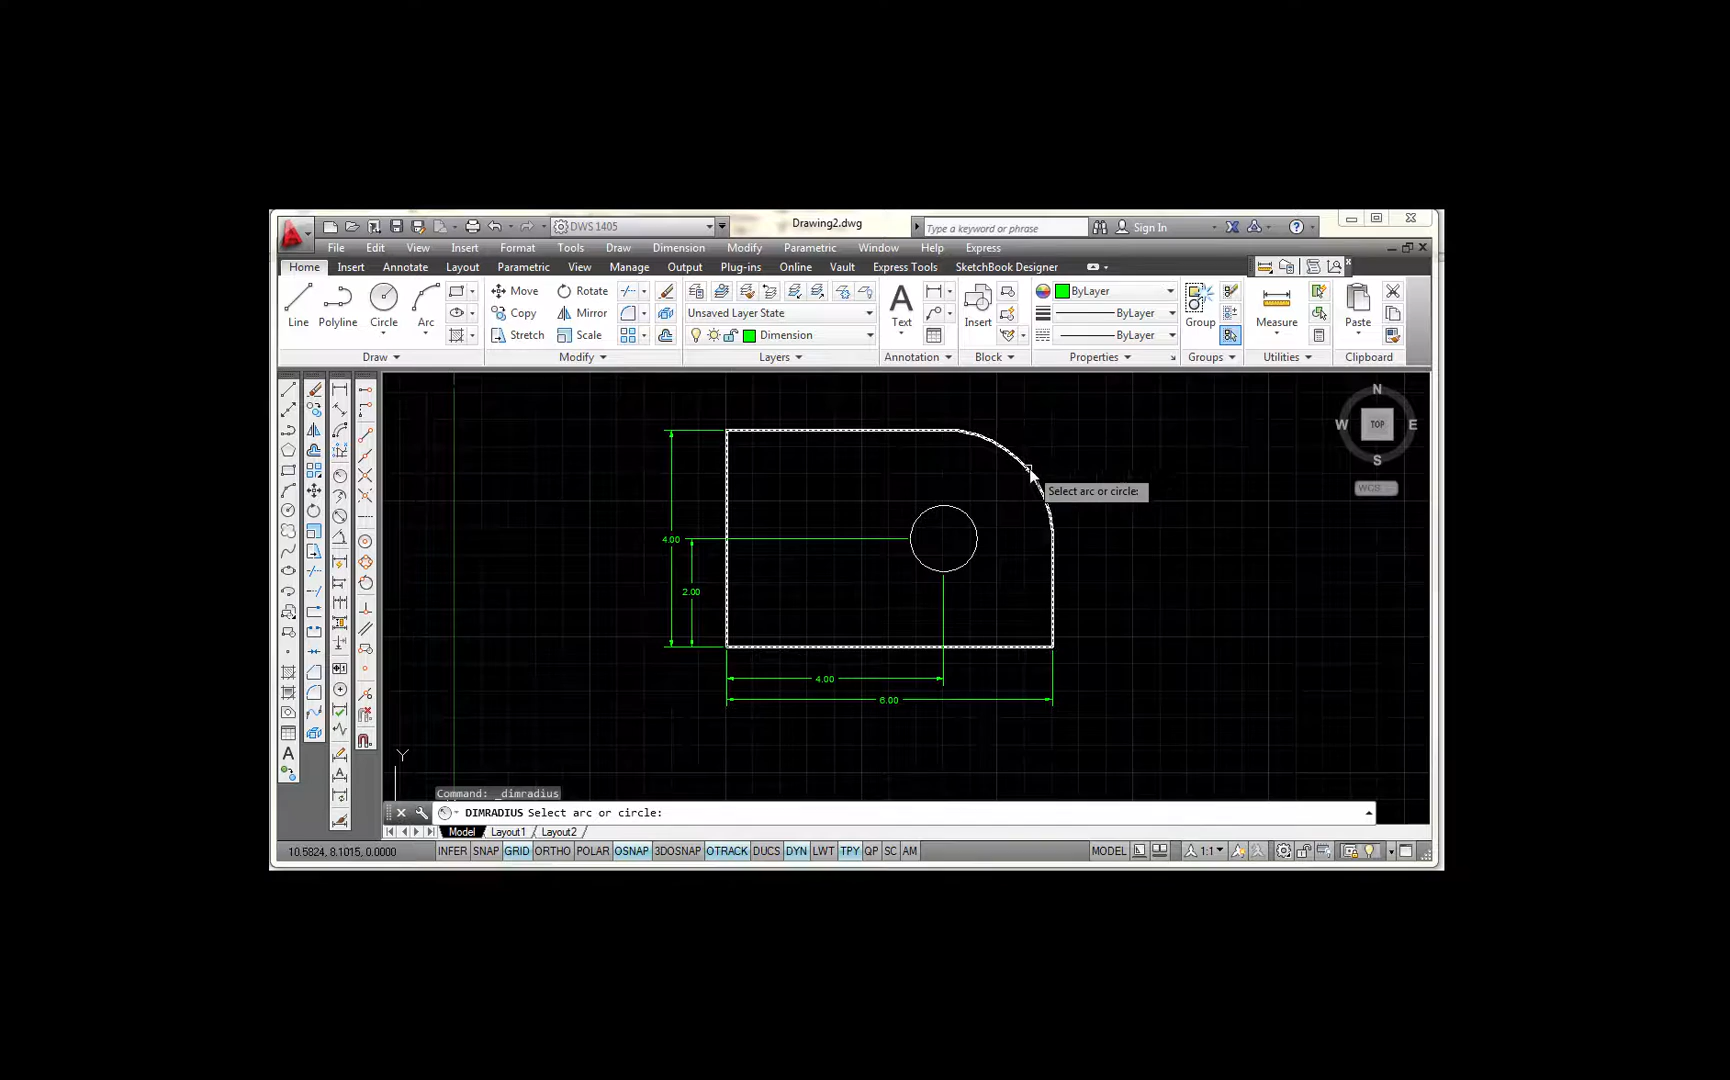 DWS 1405
Drawing2.dwg
Type a keyword or phrase
Sign In
File Edit View Insert Format Tools Draw Dimension Modify Parametric Window Help Express
Home Insert Annotate Layout Parametric View Manage Output Plug-ins Online Vault Express Tools SketchBook Designer
Line Polyline Circle Arc
Move Rotate
Copy Mirror
Stretch Scale
Unsaved Layer State
Dimension
Text
Insert
ByLayer
ByLayer
ByLayer
Group
Measure
Paste
Draw Modify Layers Annotation Block Properties Groups Utilities Clipboard
N
W TOP E
S
WCS
Select arc or circle:
4.00
2.00
4.00
6.00
Y
Command: _dimradius
DIMRADIUS Select arc or circle:
Model Layout1 Layout2
10.5824, 8.1015, 0.0000 INFER SNAP GRID ORTHO POLAR OSNAP 3DOSNAP OTRACK DUCS DYN LWT TPY QP SC AM MODEL 1:1